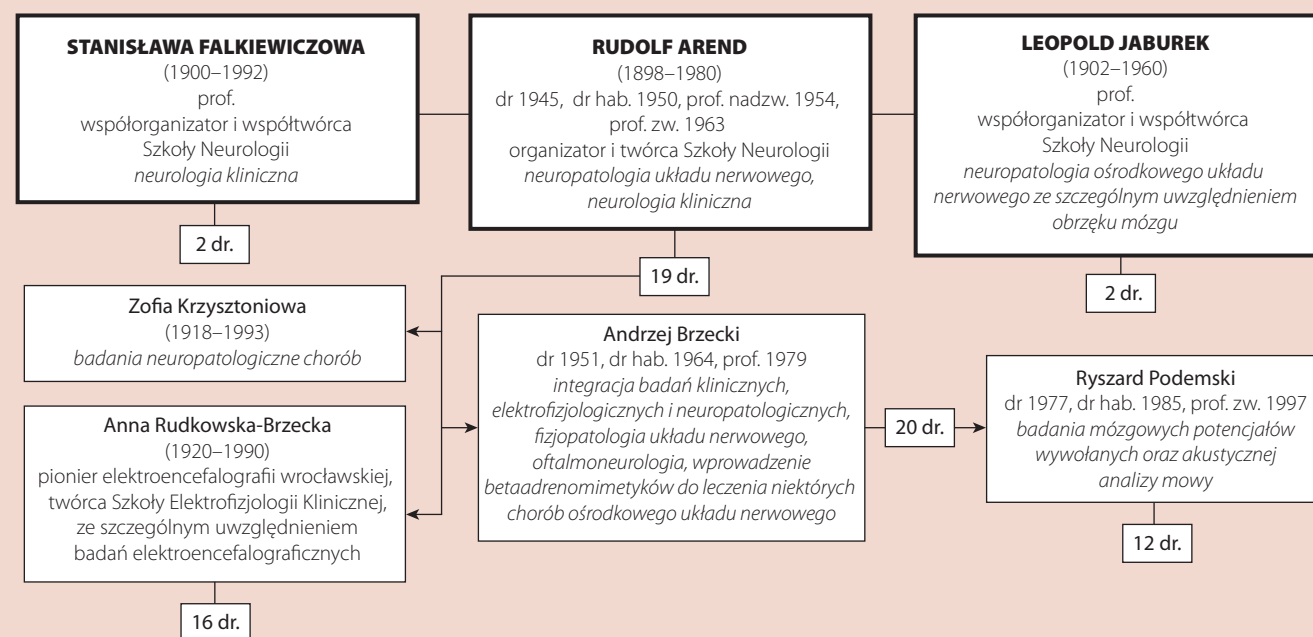 STANISŁAWA FALKIEWICZOWA
(1900–1992)
prof.
współorganizator i współtwórca
Szkoły Neurologii
neurologia kliniczna
2 dr.
RUDOLF AREND
(1898–1980)
dr 1945, dr hab. 1950, prof. nadzw. 1954,
prof. zw. 1963
organizator i twórca Szkoły Neurologii
neuropatologia układu nerwowego,
neurologia kliniczna
19 dr.
LEOPOLD JABUREK
(1902–1960)
prof.
współorganizator i współtwórca
Szkoły Neurologii
neuropatologia ośrodkowego układu
nerwowego ze szczególnym uwzględnieniem
obrzęku mózgu
2 dr.
Zofia Krzysztoniowa
(1918–1993)
badania neuropatologiczne chorób
Anna Rudkowska-Brzecka
(1920–1990)
pionier elektroencefalografii wrocławskiej,
twórca Szkoły Elektrofizjologii Klinicznej,
ze szczególnym uwzględnieniem
badań elektroencefalograficznych
16 dr.
Andrzej Brzecki
dr 1951, dr hab. 1964, prof. 1979
integracja badań klinicznych,
elektrofizjologicznych i neuropatologicznych,
fizjopatologia układu nerwowego,
oftalmoneurologia, wprowadzenie
betaadrenomimetyków do leczenia niektórych
chorób ośrodkowego układu nerwowego
20 dr.
Ryszard Podemski
dr 1977, dr hab. 1985, prof. zw. 1997
badania mózgowych potencjałów
wywołanych oraz akustycznej
analizy mowy
12 dr.